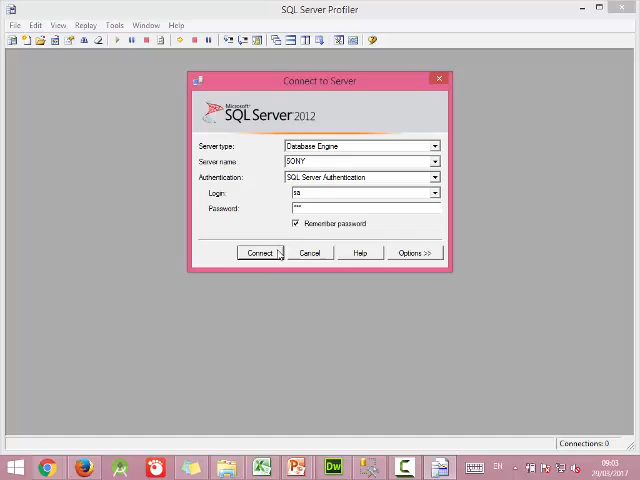 SQL Server Profiler
File Edit View Replay Tools Window Help
Connect to Server
Microsoft
SQL Server 2012
Server type: Database Engine
Server name: SONY
Authentication: SQL Server Authentication
Login: sa
Password: ***
Remember password
Connect Cancel Help Options >>
Connections: 0
Dw
EN
09:03
29/03/2017